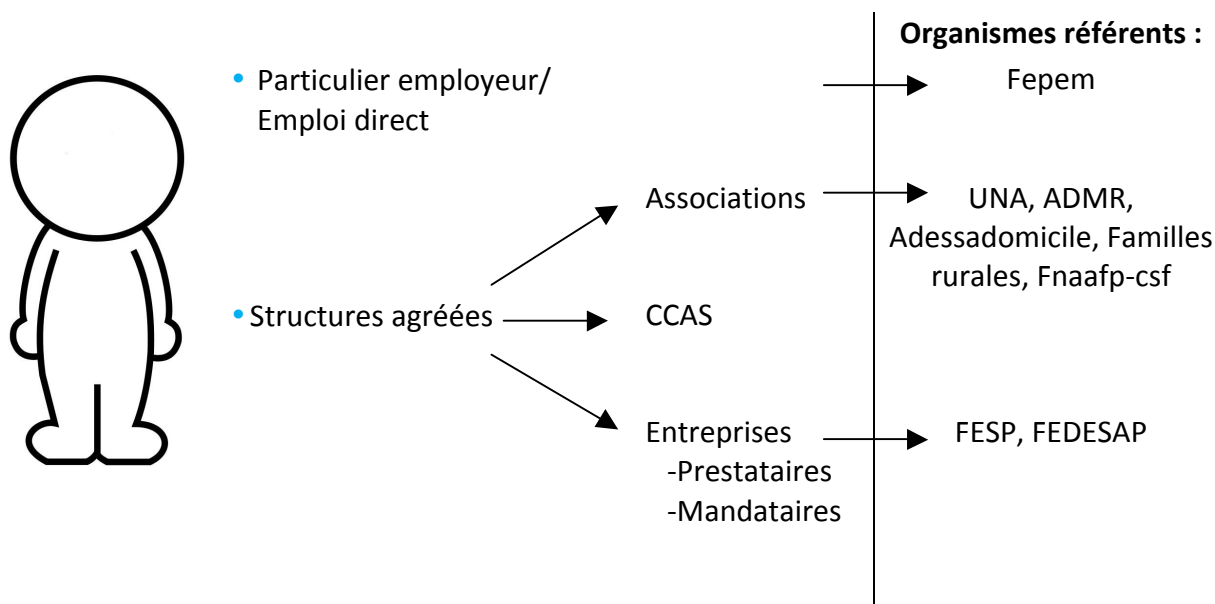 Organismes référents :
• Particulier employeur/
Emploi direct
Fepem
Associations
UNA, ADMR,
Adessadomicile, Familles
rurales, Fnaafp-csf
• Structures agréées
CCAS
Entreprises
-Prestataires
-Mandataires
FESP, FEDESAP